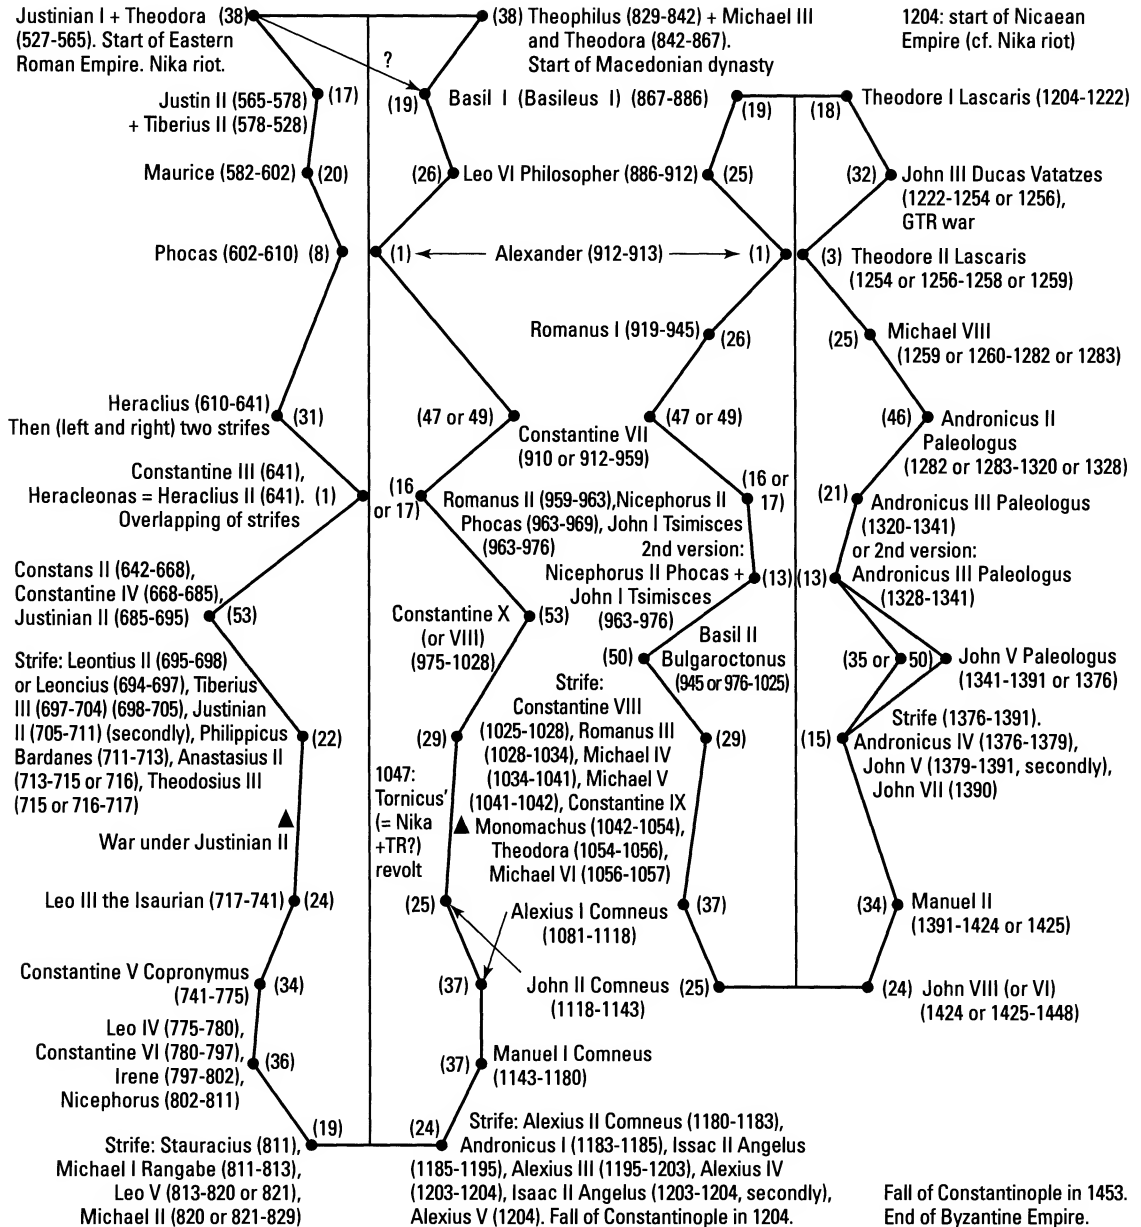 Justinian I + Theodora (38)
(527-565). Start of Eastern
Roman Empire. Nika riot.
(38) Theophilus (829-842) + Michael III
and Theodora (842-867).
Start of Macedonian dynasty
1204: start of Nicaean
Empire (cf. Nika riot)
?
Justin II (565-578)
+ Tiberius II (578-528)
(17)
(19)
Basil I (Basileus I) (867-886)
(19)
(18)
Theodore I Lascaris (1204-1222)
Maurice (582-602)
(20)
(26)
Leo VI Philosopher (886-912)
(25)
(32)
John III Ducas Vatatzes
(1222-1254 or 1256),
GTR war
Phocas (602-610)
(8)
(1)
Alexander (912-913)
(1)
(3)
Theodore II Lascaris
(1254 or 1256-1258 or 1259)
Romanus I (919-945)
(26)
(25)
Michael VIII
(1259 or 1260-1282 or 1283)
Heraclius (610-641)
Then (left and right) two strifes
(31)
(47 or 49)
Constantine VII
(910 or 912-959)
(47 or 49)
(46)
Andronicus II
Paleologus
(1282 or 1283-1320 or 1328)
Constantine III (641),
Heracleonas = Heraclius II (641).
Overlapping of strifes
(1)
(16
or 17)
Romanus II (959-963),Nicephorus II
Phocas (963-969), John I Tsimisces
(963-976)
2nd version:
Nicephorus II Phocas +
John I Tsimisces
(963-976)
(16 or
17)
(13)
(21)
Andronicus III Paleologus
(1320-1341)
or 2nd version:
(13)
Andronicus III Paleologus
(1328-1341)
Constans II (642-668),
Constantine IV (668-685),
Justinian II (685-695)
(53)
Constantine X
(or VIII)
(975-1028)
(53)
(50)
Basil II
Bulgaroctonus
(945 or 976-1025)
(35 or
50)
John V Paleologus
(1341-1391 or 1376)
Strife: Leontius II (695-698)
or Leoncius (694-697), Tiberius
III (697-704) (698-705), Justinian
II (705-711) (secondly), Philippicus
Bardanes (711-713), Anastasius II
(713-715 or 716), Theodosius III
(715 or 716-717)
(22)
War under Justinian II
(29)
1047:
Tornicus'
(= Nika
+TR?)
revolt
Strife:
Constantine VIII
(1025-1028), Romanus III
(1028-1034), Michael IV
(1034-1041), Michael V
(1041-1042), Constantine IX
Monomachus (1042-1054),
Theodora (1054-1056),
Michael VI (1056-1057)
(29)
(15)
Strife (1376-1391).
Andronicus IV (1376-1379),
John V (1379-1391, secondly),
John VII (1390)
Leo III the Isaurian (717-741)
(24)
(25)
Alexius I Comneus
(1081-1118)
(37)
(34)
Manuel II
(1391-1424 or 1425)
Constantine V Copronymus
(741-775)
(34)
(37)
John II Comneus
(1118-1143)
(25)
(24)
John VIII (or VI)
(1424 or 1425-1448)
Leo IV (775-780),
Constantine VI (780-797),
Irene (797-802),
Nicephorus (802-811)
(36)
(37)
Manuel I Comneus
(1143-1180)
(19)
Strife: Stauracius (811),
Michael I Rangabe (811-813),
Leo V (813-820 or 821),
Michael II (820 or 821-829)
(24)
Strife: Alexius II Comneus (1180-1183),
Andronicus I (1183-1185), Issac II Angelus
(1185-1195), Alexius III (1195-1203), Alexius IV
(1203-1204), Isaac II Angelus (1203-1204, secondly),
Alexius V (1204). Fall of Constantinople in 1204.
Fall of Constantinople in 1453.
End of Byzantine Empire.